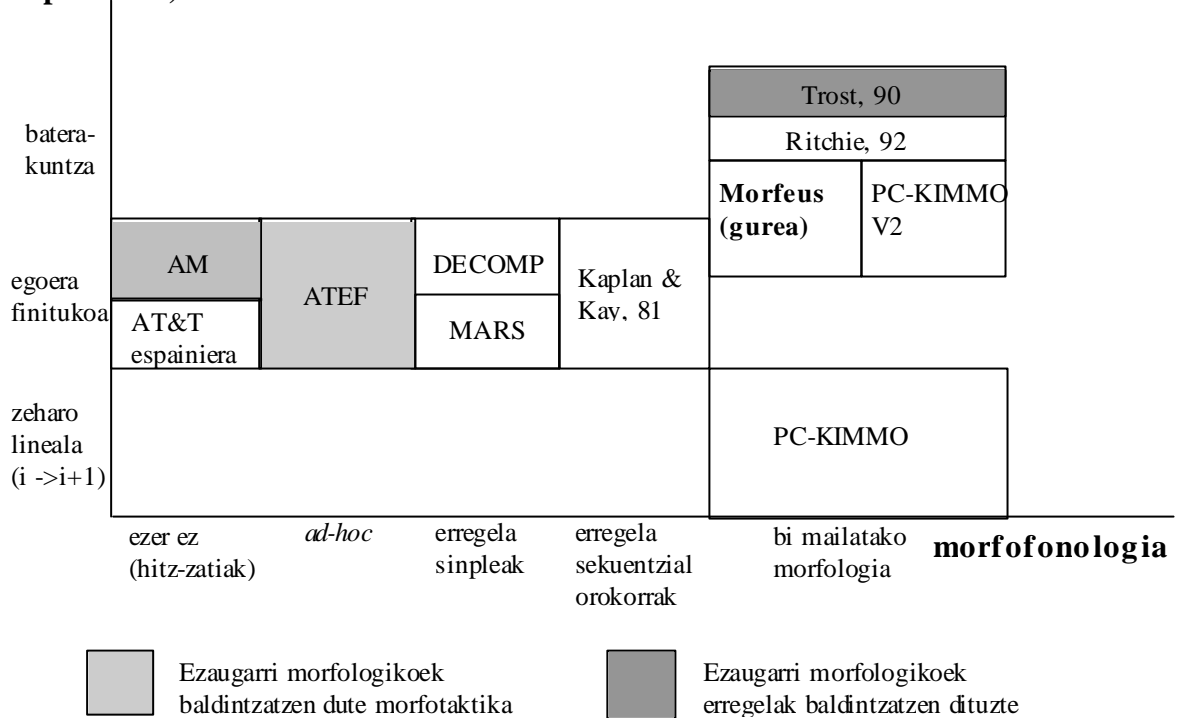 Trost, 90
batera-
kuntza
Ritchie, 92
Morfeus
(gurea)
PC-KIMMO
V2
egoera
finitukoa
AM
AT&T
espainiera
ATEF
DECOMP
MARS
Kaplan &
Kay, 81
zeharo
lineala
(i ->i+1)
PC-KIMMO
ezer ez
(hitz-zatiak)
ad-hoc
erregela
sinpleak
erregela
sekuentzial
orokorrak
bi mailatako
morfologia
morfofonologia
Ezaugarri morfologikoek
baldintzatzen dute morfotaktika
Ezaugarri morfologikoek
erregelak baldintzatzen dituzte